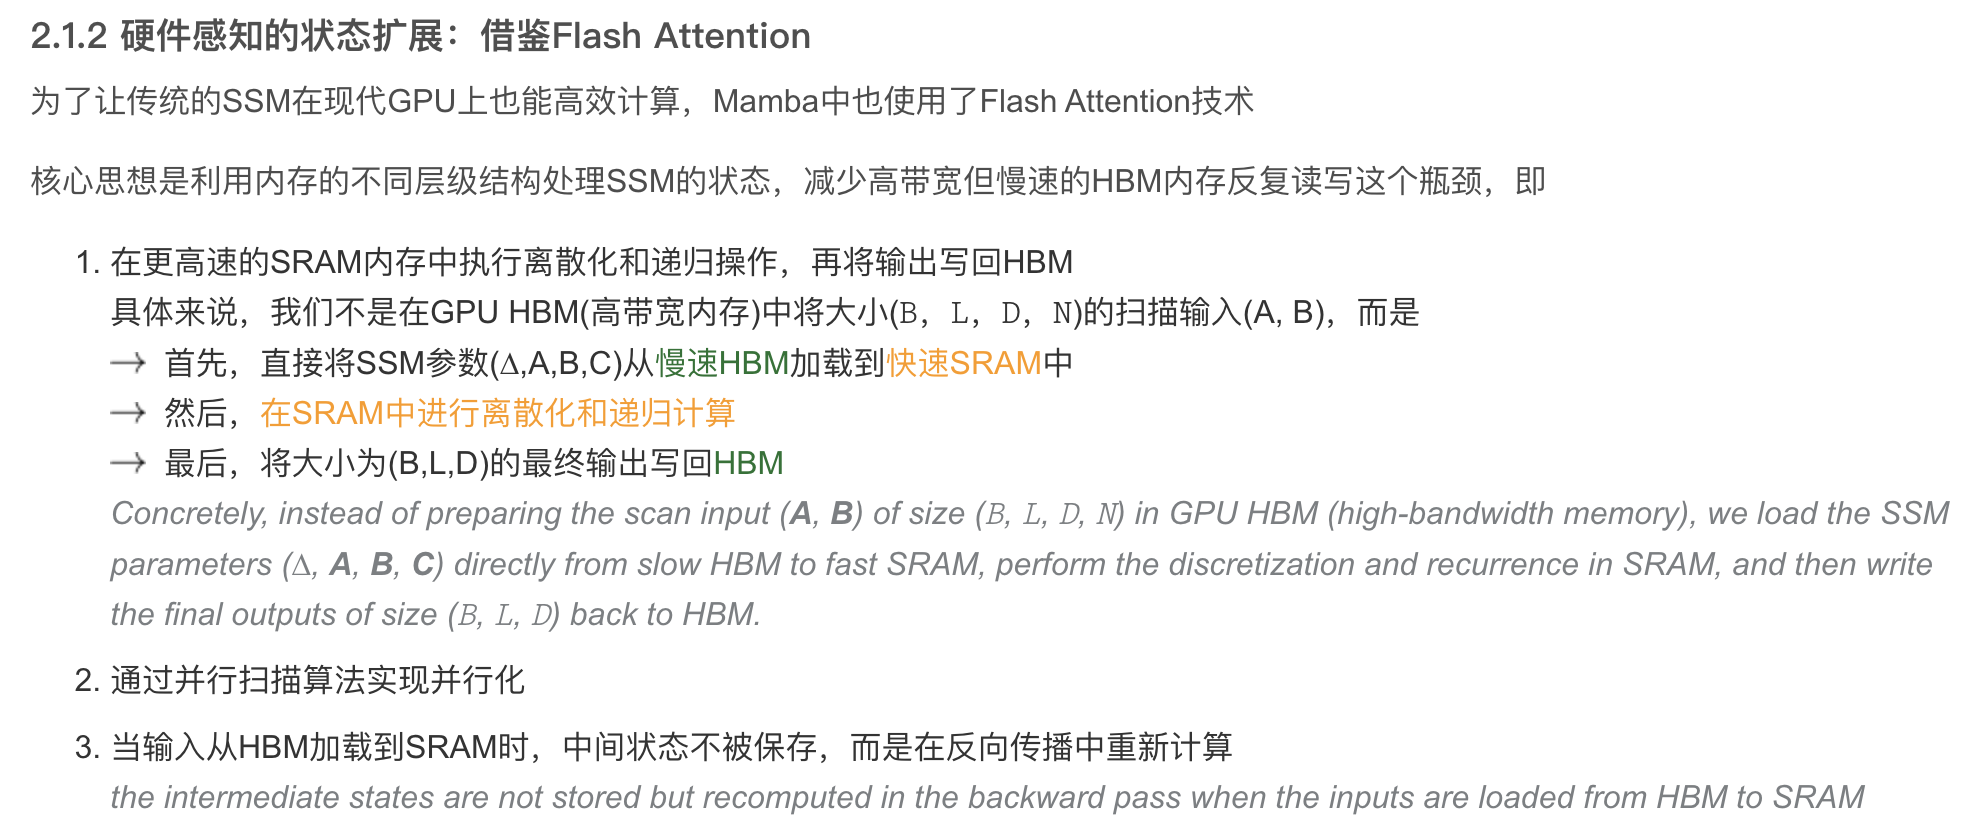 2.1.2 硬件感知的状态扩展：借鉴Flash Attention
为了让传统的SSM在现代GPU上也能高效计算，Mamba中也使用了Flash Attention技术
核心思想是利用内存的不同层级结构处理SSM的状态，减少高带宽但慢速的HBM内存反复读写这个瓶颈，即
1. 在更高速的SRAM内存中执行离散化和递归操作，再将输出写回HBM
具体来说，我们不是在GPU HBM(高带宽内存)中将大小(B，L，D，N)的扫描输入(A, B)，而是
→ 首先，直接将SSM参数(Δ,A,B,C)从慢速HBM加载到快速SRAM中
→ 然后，在SRAM中进行离散化和递归计算
→ 最后，将大小为(B,L,D)的最终输出写回HBM
Concretely, instead of preparing the scan input (A, B) of size (B, L, D, N) in GPU HBM (high-bandwidth memory), we load the SSM
parameters (Δ, A, B, C) directly from slow HBM to fast SRAM, perform the discretization and recurrence in SRAM, and then write
the final outputs of size (B, L, D) back to HBM.
2. 通过并行扫描算法实现并行化
3. 当输入从HBM加载到SRAM时，中间状态不被保存，而是在反向传播中重新计算
the intermediate states are not stored but recomputed in the backward pass when the inputs are loaded from HBM to SRAM